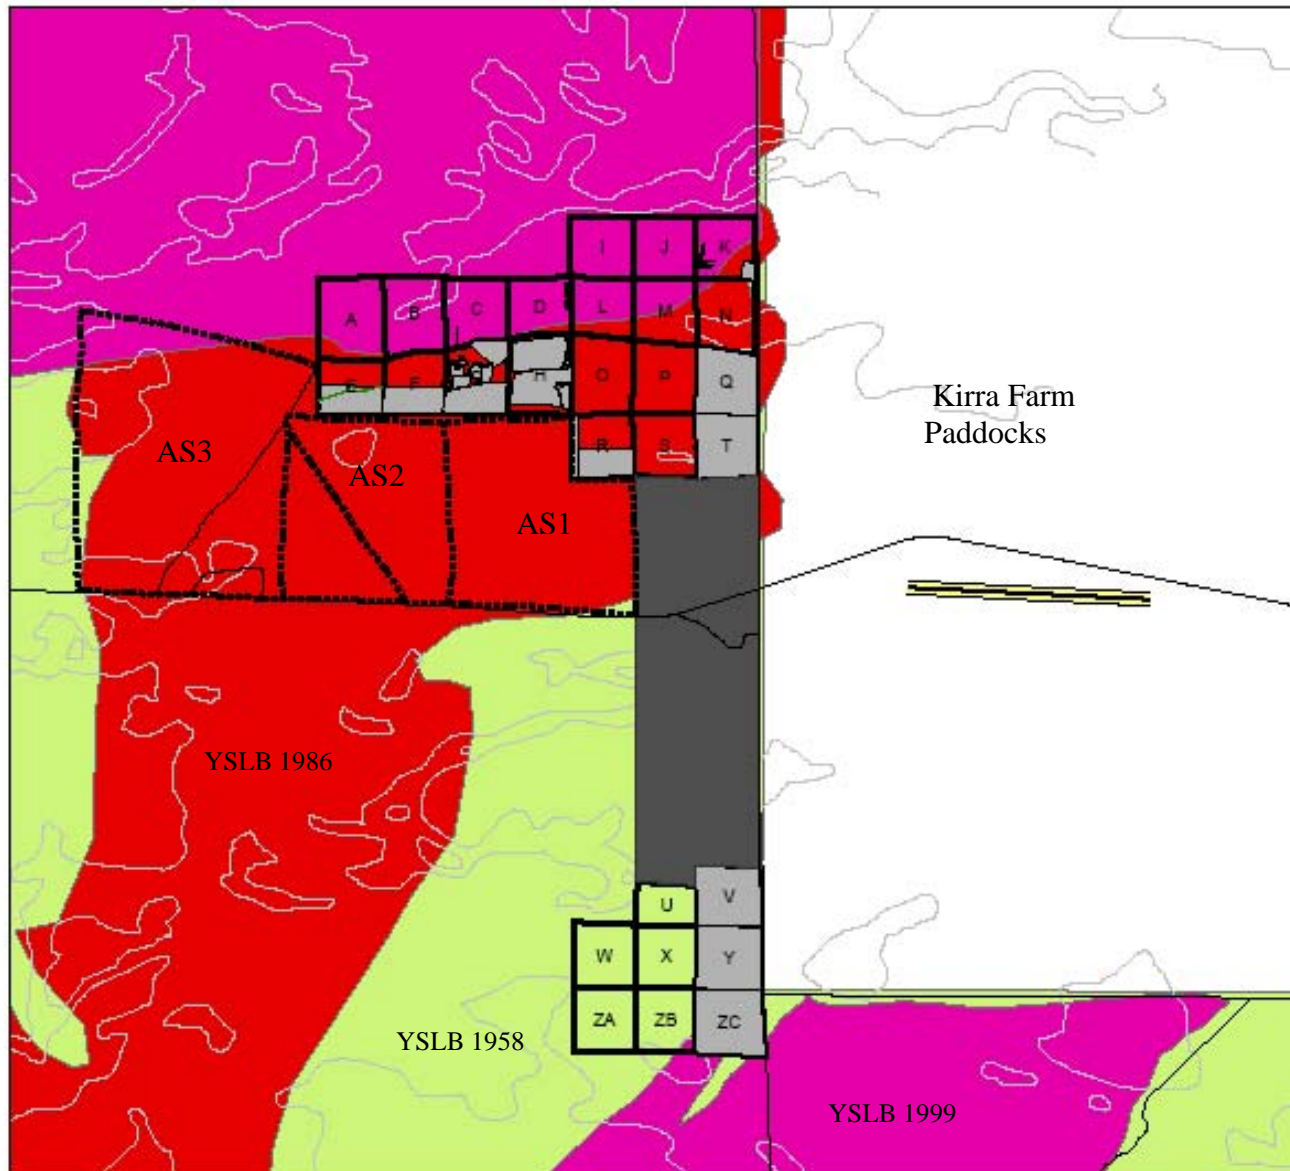 I J K
A B C D L M N
E F G H O P Q
R S T
Kirra Farm
Paddocks
AS3
AS2
AS1
YSLB 1986
U V
W X Y
ZA ZB ZC
YSLB 1958
YSLB 1999